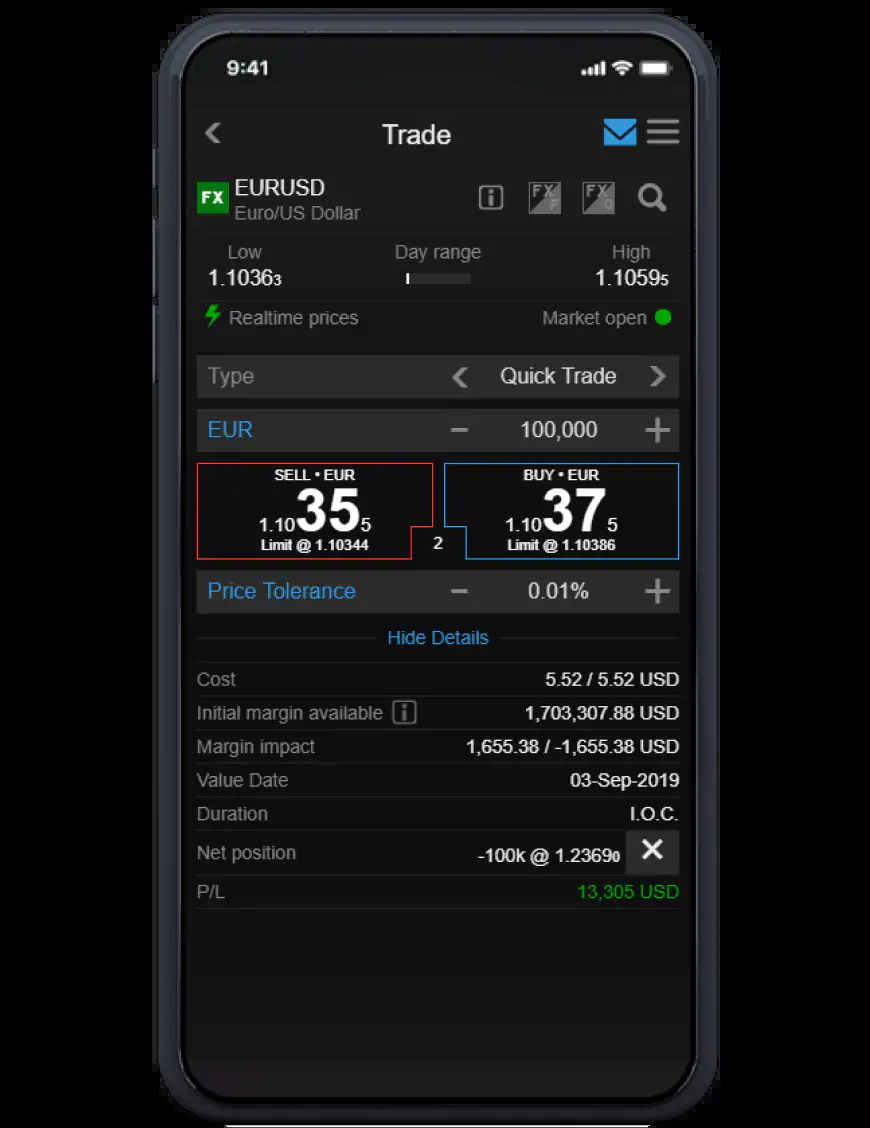 9:41
Trade
FX EURUSD
Euro/US Dollar
FX F FX O
Low Day range High
1.10363 1.10595
Realtime prices Market open
Type Quick Trade
EUR − 100,000 +
SELL • EUR BUY • EUR
1.10355 1.10375
Limit @ 1.10344 2 Limit @ 1.10386
Price Tolerance − 0.01% +
Hide Details
Cost 5.52 / 5.52 USD
Initial margin available i 1,703,307.88 USD
Margin impact 1,655.38 / -1,655.38 USD
Value Date 03-Sep-2019
Duration I.O.C.
Net position -100k @ 1.23690
P/L 13,305 USD